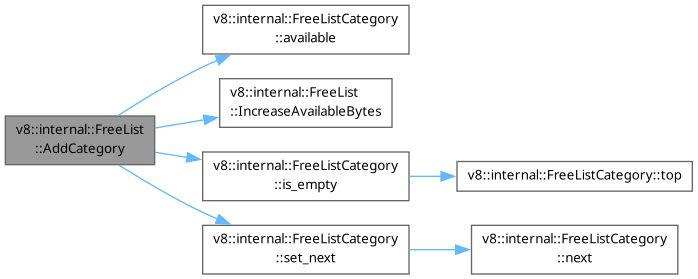 v8::internal::FreeList
::AddCategory
v8::internal::FreeListCategory
::available
v8::internal::FreeList
::IncreaseAvailableBytes
v8::internal::FreeListCategory
::is_empty
v8::internal::FreeListCategory::top
v8::internal::FreeListCategory
::set_next
v8::internal::FreeListCategory
::next